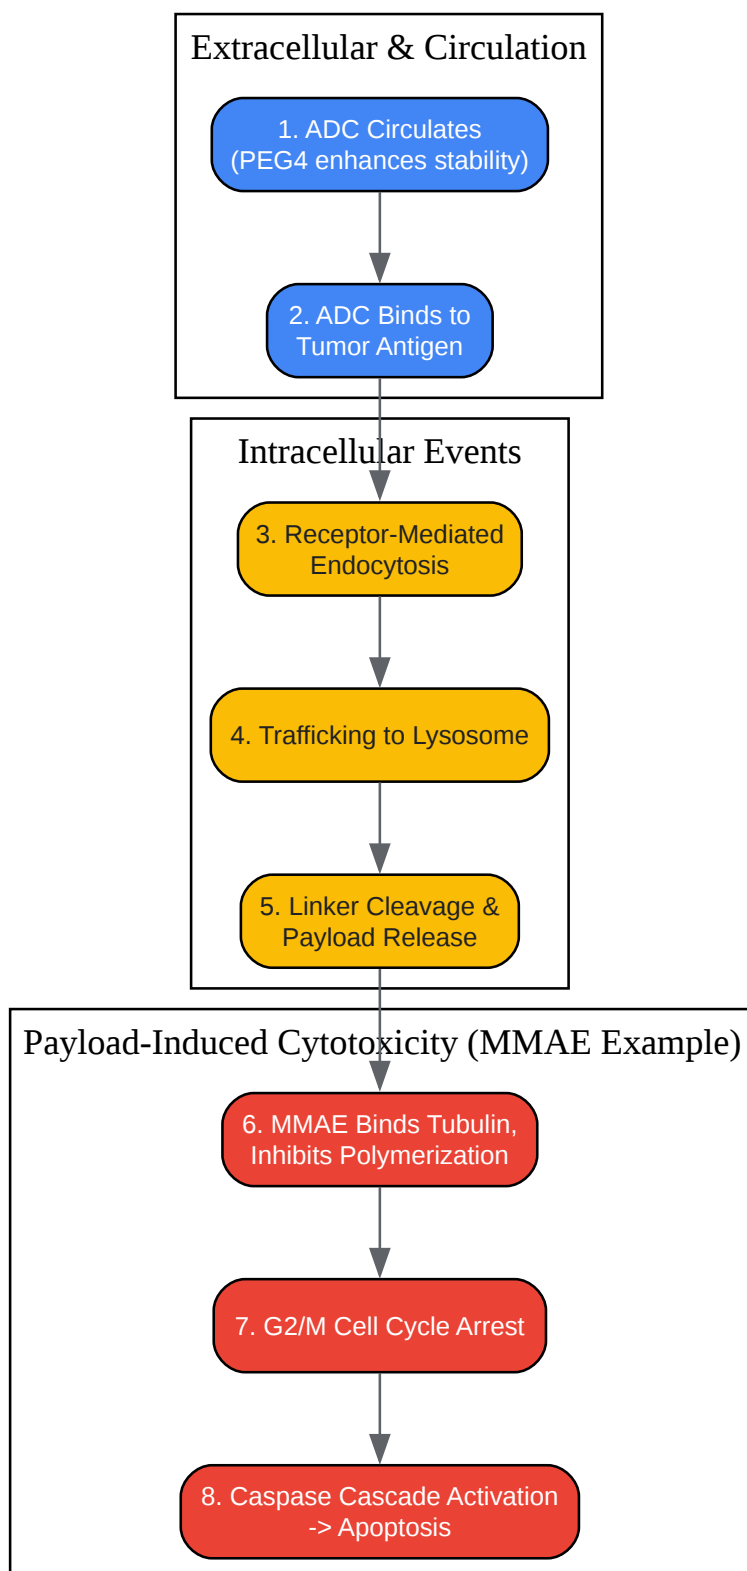 Extracellular & Circulation
1. ADC Circulates
(PEG4 enhances stability)
2. ADC Binds to
Tumor Antigen
Intracellular Events
3. Receptor-Mediated
Endocytosis
4. Trafficking to Lysosome
5. Linker Cleavage &
Payload Release
Payload-Induced Cytotoxicity (MMAE Example)
6. MMAE Binds Tubulin,
Inhibits Polymerization
7. G2/M Cell Cycle Arrest
8. Caspase Cascade Activation
-> Apoptosis